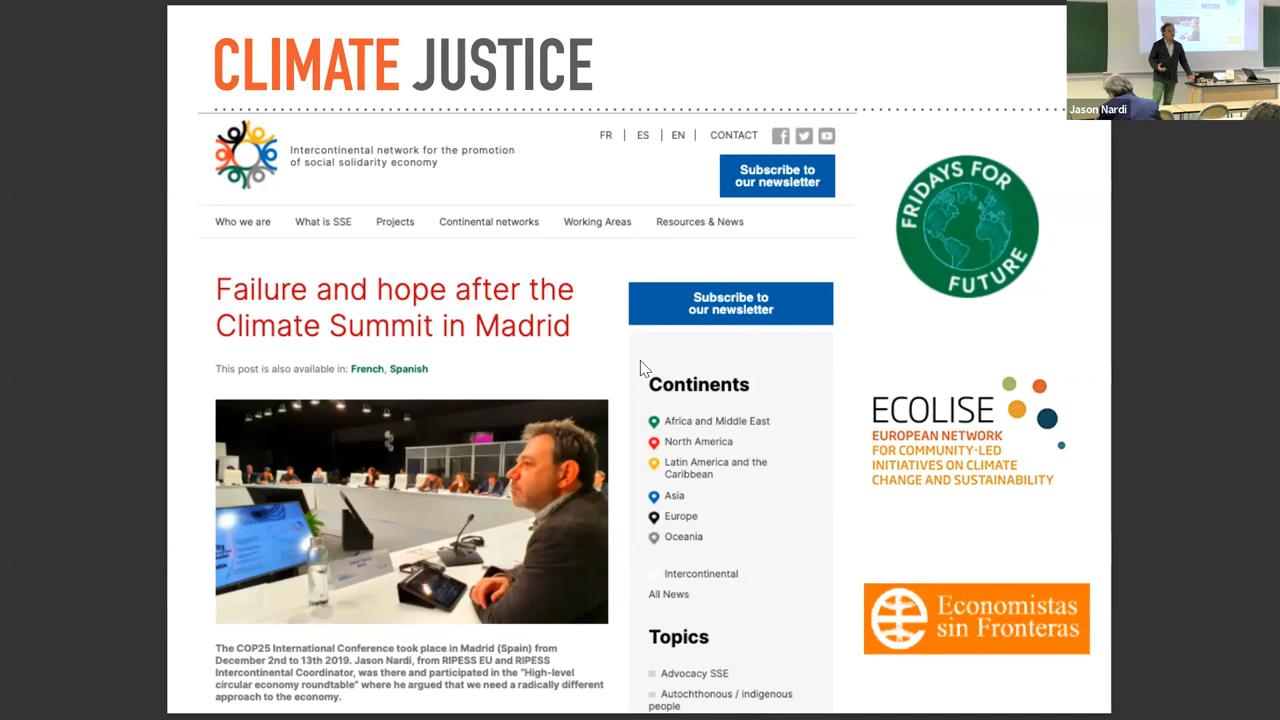 CLIMATE JUSTICE
Jason Nardi
Intercontinental network for the promotion
of social solidarity economy
FR | ES | EN | CONTACT
Subscribe to
our newsletter
Who we are What is SSE Projects Continental networks Working Areas Resources & News
Failure and hope after the
Climate Summit in Madrid
This post is also available in: French, Spanish
The COP25 International Conference took place in Madrid (Spain) from
December 2nd to 13th 2019. Jason Nardi, from RIPESS EU and RIPESS
Intercontinental Coordinator, was there and participated in the "High-level
circular economy roundtable" where he argued that we need a radically different
approach to the economy.
Subscribe to
our newsletter
Continents
Africa and Middle East
North America
Latin America and the
Caribbean
Asia
Europe
Oceania
Intercontinental
All News
Topics
Advocacy SSE
Autochthonous / indigenous
people
FRIDAYS FOR
FUTURE
ECOLISE
EUROPEAN NETWORK
FOR COMMUNITY-LED
INITIATIVES ON CLIMATE
CHANGE AND SUSTAINABILITY
Economistas
sin Fronteras